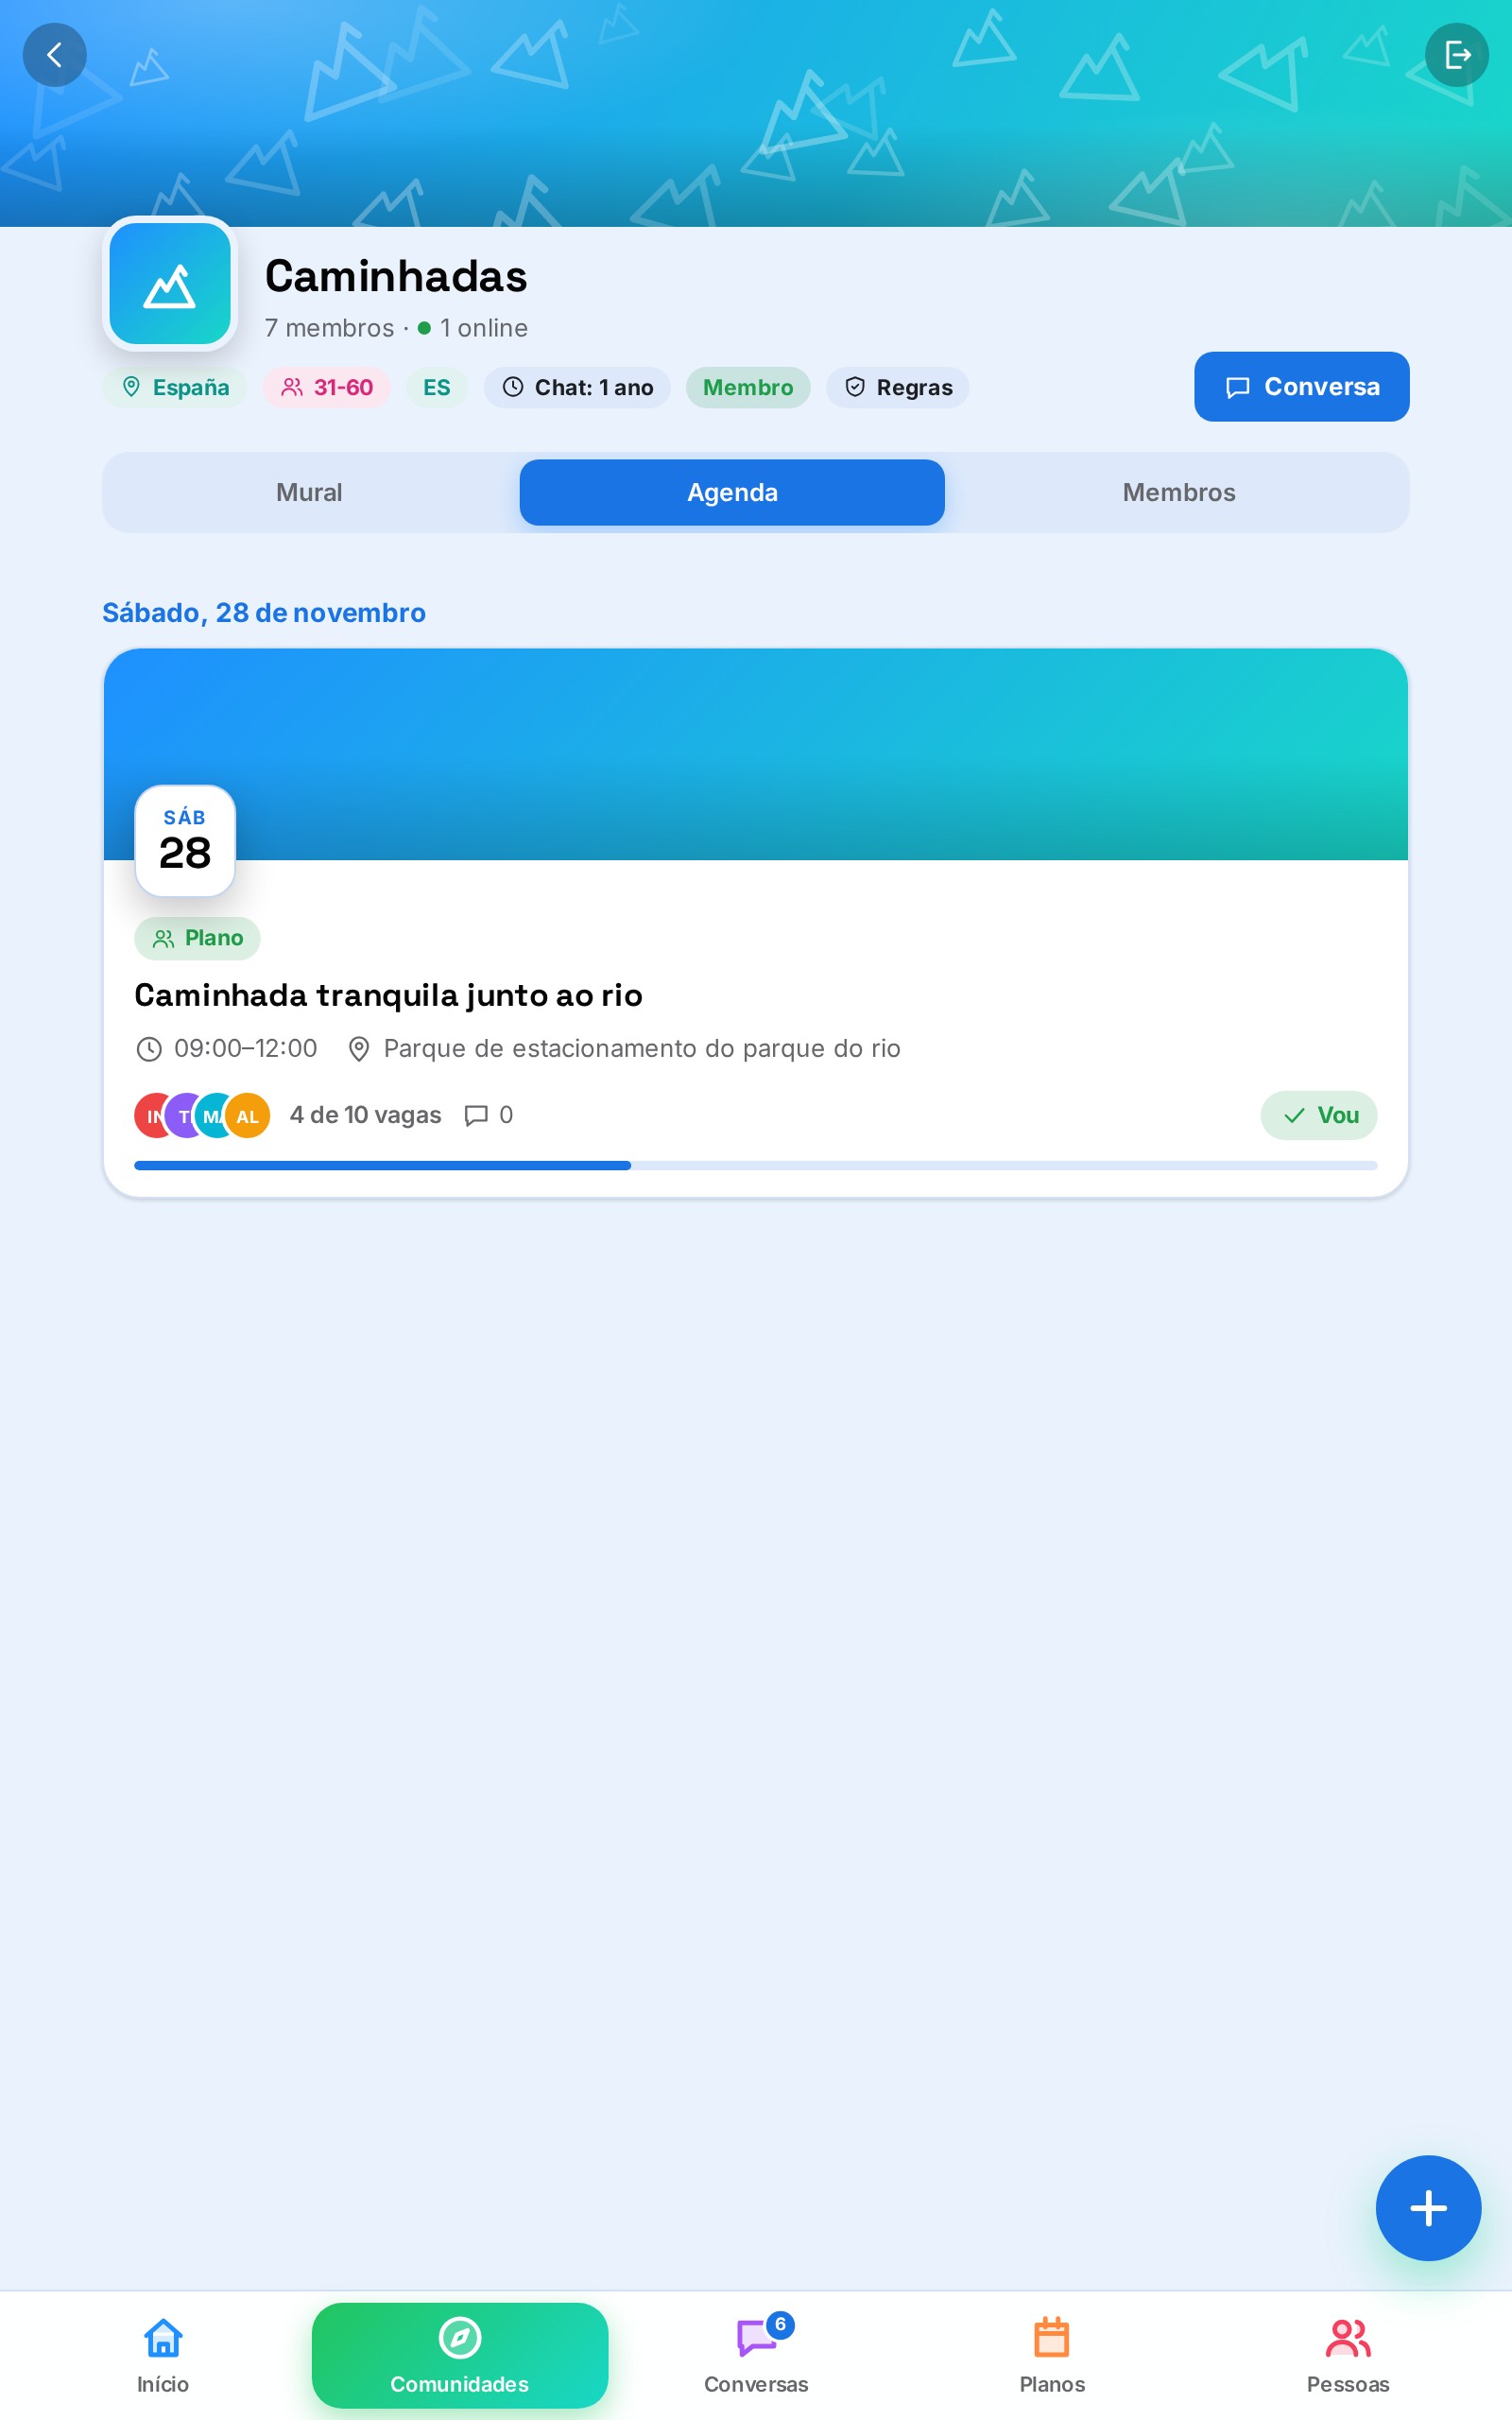 Caminhadas
7 membros · 1 online
España 31-60 ES Chat: 1 ano Membro Regras Conversa
Mural Agenda Membros
Sábado, 28 de novembro
SÁB
28
Plano
Caminhada tranquila junto ao rio
09:00–12:00 Parque de estacionamento do parque do rio
AL 4 de 10 vagas 0 Vou
6
Início Comunidades Conversas Planos Pessoas